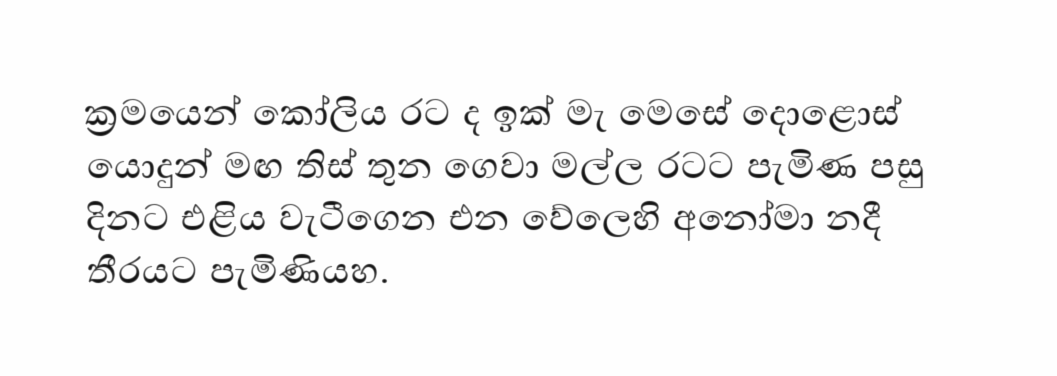 ක්‍රමයෙන් කෝලිය රට ද ඉක් මැ මෙසේ දොළොස්
යොදුන් මඟ තිස් තුන ගෙවා මල්ල රටට පැමිණ පසු
දිනට එළිය වැටීගෙන එන වේලෙහි අනෝමා නදී
තීරයට පැමිණියහ.